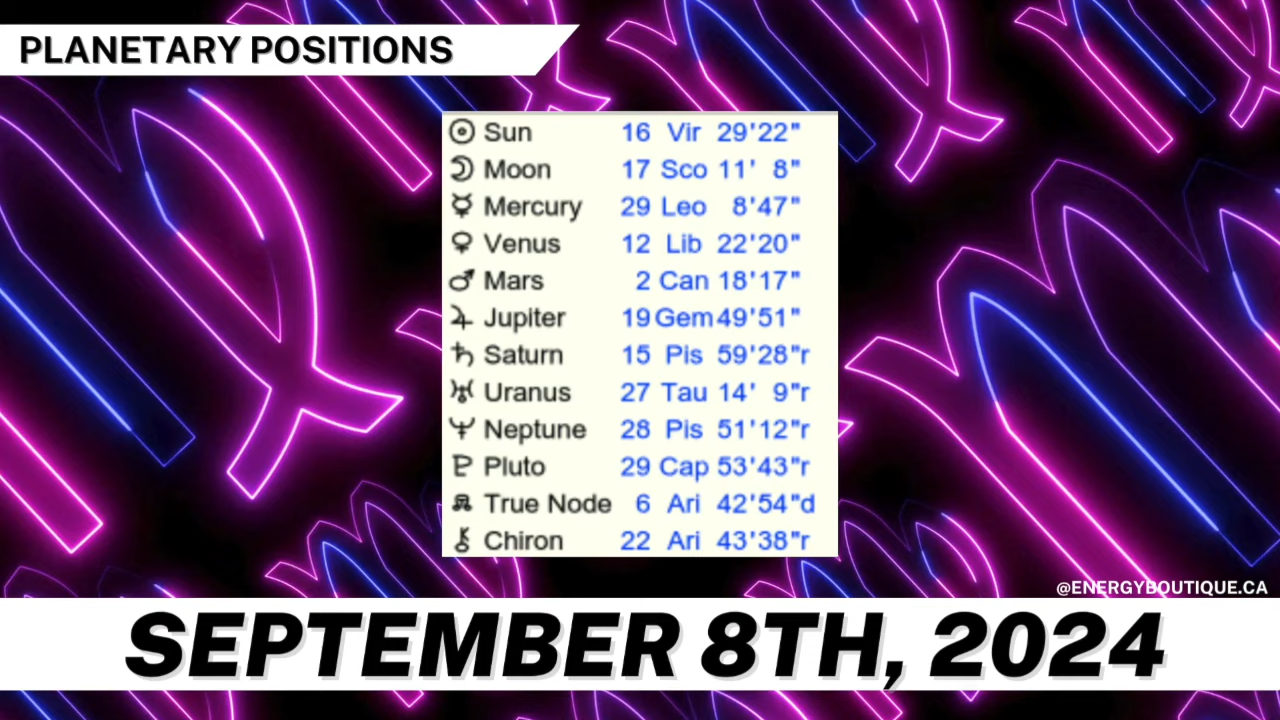 PLANETARY POSITIONS
Sun 16 Vir 29'22"
Moon 17 Sco 11' 8"
Mercury 29 Leo 8'47"
Venus 12 Lib 22'20"
Mars 2 Can 18'17"
Jupiter 19 Gem 49'51"
Saturn 15 Pis 59'28"r
Uranus 27 Tau 14' 9"r
Neptune 28 Pis 51'12"r
Pluto 29 Cap 53'43"r
True Node 6 Ari 42'54"d
Chiron 22 Ari 43'38"r
@ENERGYBOUTIQUE.CA
SEPTEMBER 8TH, 2024